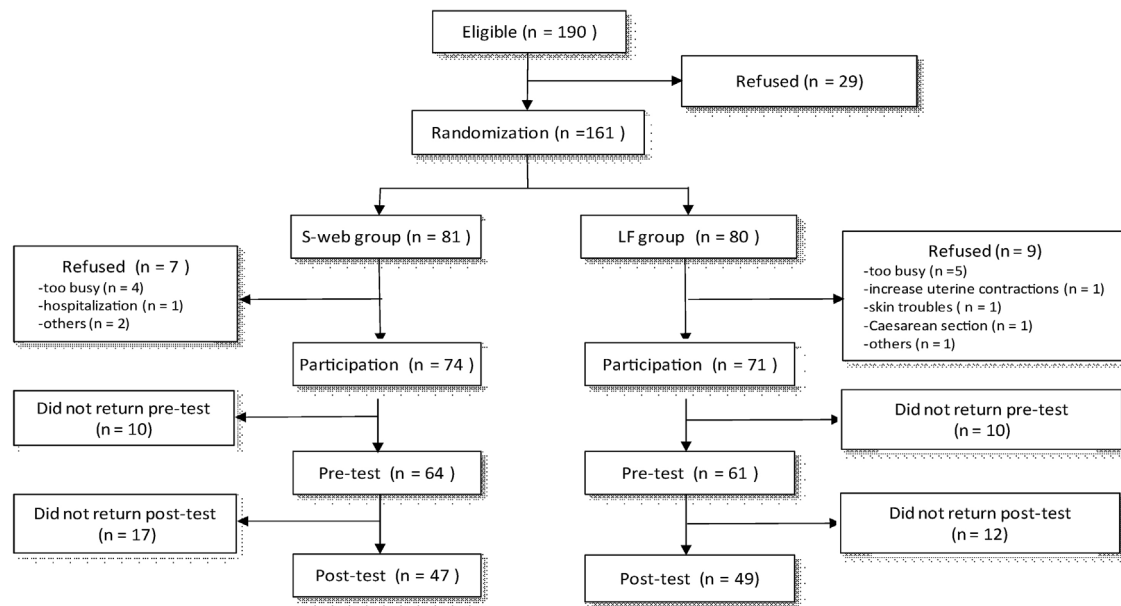 Eligible (n = 190 )
Refused (n = 29)
Randomization (n =161 )
S-web group (n = 81 )
LF group (n = 80 )
Refused (n = 7 )
-too busy (n = 4)
-hospitalization (n = 1)
-others (n = 2)
Refused (n = 9)
-too busy (n =5)
-increase uterine contractions (n = 1)
-skin troubles ( n = 1)
-Caesarean section (n = 1)
-others (n = 1)
Participation (n = 74 )
Participation (n = 71 )
Did not return pre-test
(n = 10)
Did not return pre-test
(n = 10)
Pre-test (n = 64 )
Pre-test (n = 61 )
Did not return post-test
(n = 17)
Did not return post-test
(n = 12)
Post-test (n = 47 )
Post-test (n = 49)